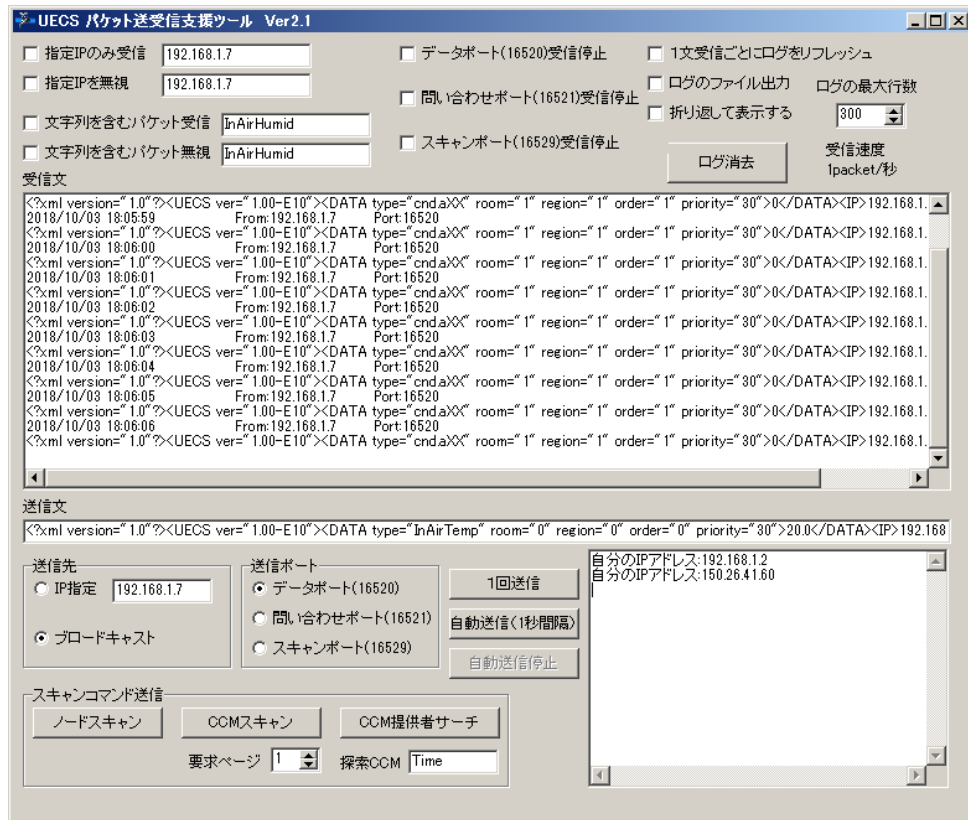 UECS パケット送受信支援ツール Ver2.1
指定IPのみ受信 192.168.1.7 データポート(16520)受信停止 1文受信ごとにログをリフレッシュ
指定IPを無視 192.168.1.7 問い合わせポート(16521)受信停止 ログのファイル出力 ログの最大行数
文字列を含むパケット受信 InAirHumid 折り返して表示する 300
文字列を含むパケット無視 InAirHumid スキャンポート(16529)受信停止 ログ消去 受信速度
1packet/秒
受信文
<?xml version="1.0"?><UECS ver="1.00-E10"><DATA type="cnd.aXX" room="1" region="1" order="1" priority="30">0</DATA><IP>192.168.1.
2018/10/03 18:05:59 From:192.168.1.7 Port:16520
<?xml version="1.0"?><UECS ver="1.00-E10"><DATA type="cnd.aXX" room="1" region="1" order="1" priority="30">0</DATA><IP>192.168.1.
2018/10/03 18:06:00 From:192.168.1.7 Port:16520
<?xml version="1.0"?><UECS ver="1.00-E10"><DATA type="cnd.aXX" room="1" region="1" order="1" priority="30">0</DATA><IP>192.168.1.
2018/10/03 18:06:01 From:192.168.1.7 Port:16520
<?xml version="1.0"?><UECS ver="1.00-E10"><DATA type="cnd.aXX" room="1" region="1" order="1" priority="30">0</DATA><IP>192.168.1.
2018/10/03 18:06:02 From:192.168.1.7 Port:16520
<?xml version="1.0"?><UECS ver="1.00-E10"><DATA type="cnd.aXX" room="1" region="1" order="1" priority="30">0</DATA><IP>192.168.1.
2018/10/03 18:06:03 From:192.168.1.7 Port:16520
<?xml version="1.0"?><UECS ver="1.00-E10"><DATA type="cnd.aXX" room="1" region="1" order="1" priority="30">0</DATA><IP>192.168.1.
2018/10/03 18:06:04 From:192.168.1.7 Port:16520
<?xml version="1.0"?><UECS ver="1.00-E10"><DATA type="cnd.aXX" room="1" region="1" order="1" priority="30">0</DATA><IP>192.168.1.
2018/10/03 18:06:05 From:192.168.1.7 Port:16520
<?xml version="1.0"?><UECS ver="1.00-E10"><DATA type="cnd.aXX" room="1" region="1" order="1" priority="30">0</DATA><IP>192.168.1.
2018/10/03 18:06:06 From:192.168.1.7 Port:16520
<?xml version="1.0"?><UECS ver="1.00-E10"><DATA type="cnd.aXX" room="1" region="1" order="1" priority="30">0</DATA><IP>192.168.1.
送信文
<?xml version="1.0"?><UECS ver="1.00-E10"><DATA type="InAirTemp" room="0" region="0" order="0" priority="30">20.0</DATA><IP>192.168
送信先
IP指定 192.168.1.7
ブロードキャスト
送信ポート
データポート(16520)
問い合わせポート(16521)
スキャンポート(16529)
1回送信
自動送信(1秒間隔)
自動送信停止
自分のIPアドレス:192.168.1.2
自分のIPアドレス:150.26.41.60
スキャンコマンド送信
ノードスキャン CCMスキャン CCM提供者サーチ
要求ページ 1 探索CCM Time